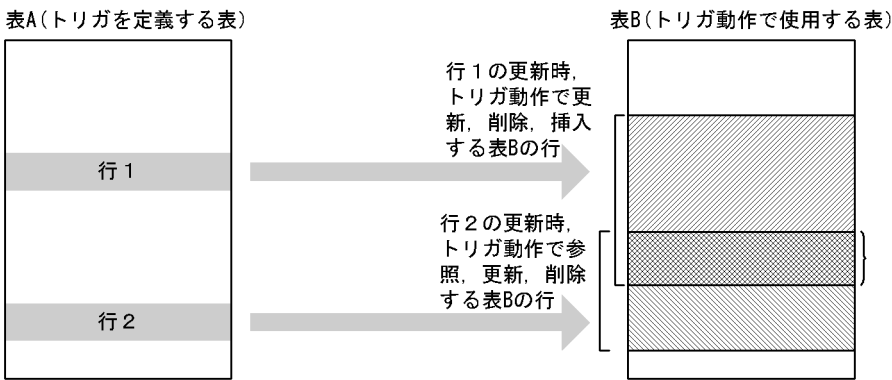 表A(トリガを定義する表)
表B(トリガ動作で使用する表)
行1の更新時,
トリガ動作で更
新, 削除, 挿入
する表Bの行
行1
行2の更新時,
トリガ動作で参
照, 更新, 削除
する表Bの行
行2